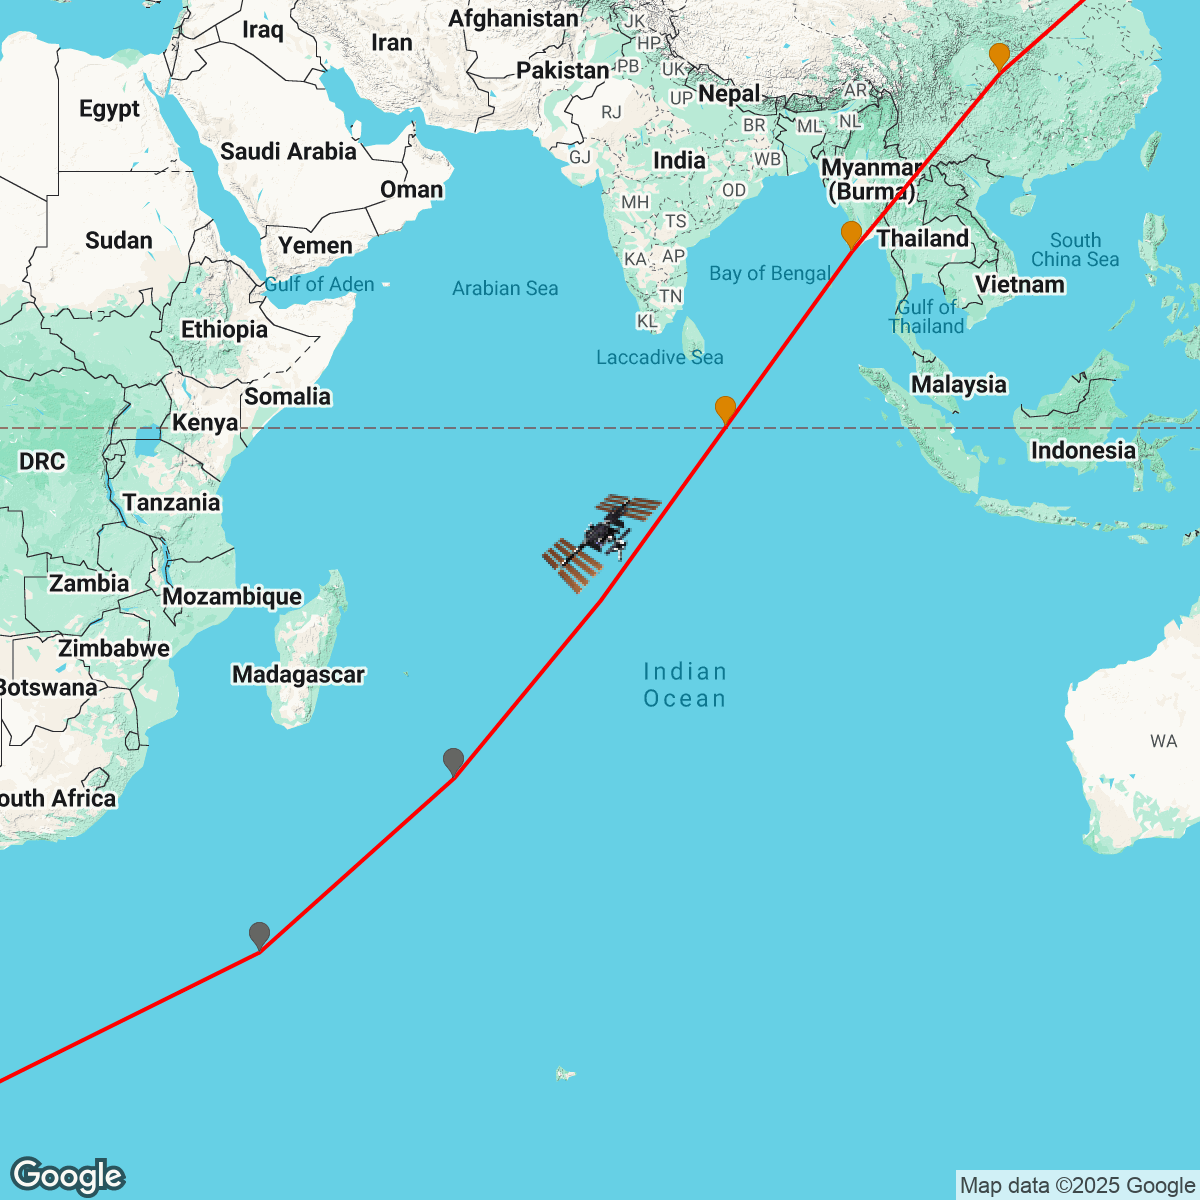 Afghanistan
JK
Iraq
Iran
HP
Pakistan
PB
UK
Nepal
AR
Egypt
UP
RJ
BR
ML
NL
Saudi Arabia
GJ
India
WB
Myanmar
(Burma)
Oman
OD
MH
TS
Sudan
Yemen
Thailand
South
China Sea
KA
AP
Bay of Bengal
Gulf of Aden
Arabian Sea
Vietnam
TN
Gulf of
Thailand
KL
Ethiopia
Laccadive Sea
Malaysia
Somalia
Kenya
Indonesia
DRC
Tanzania
Zambia
Mozambique
Zimbabwe
Madagascar
Indian
Ocean
Botswana
WA
outh Africa
Google
Map data ©2025 Google